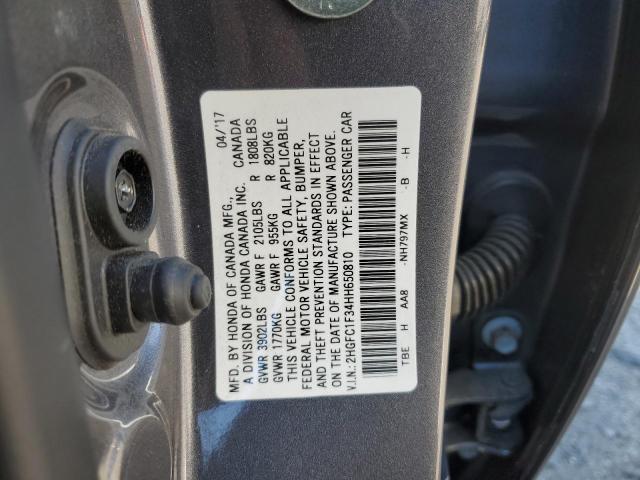 MFD. BY HONDA OF CANADA MFG., 04/'17
A DIVISION OF HONDA CANADA INC. CANADA
GVWR 3902LBS GAWR F 2105LBS R 1808LBS
GVWR 1770KG GAWR F 955KG R 820KG
THIS VEHICLE CONFORMS TO ALL APPLICABLE
FEDERAL MOTOR VEHICLE SAFETY, BUMPER,
AND THEFT PREVENTION STANDARDS IN EFFECT
ON THE DATE OF MANUFACTURE SHOWN ABOVE.
V.I.N.: 2HGFC1F34HH650810 TYPE: PASSENGER CAR
TBE H AA8 -NH797MX -B -H